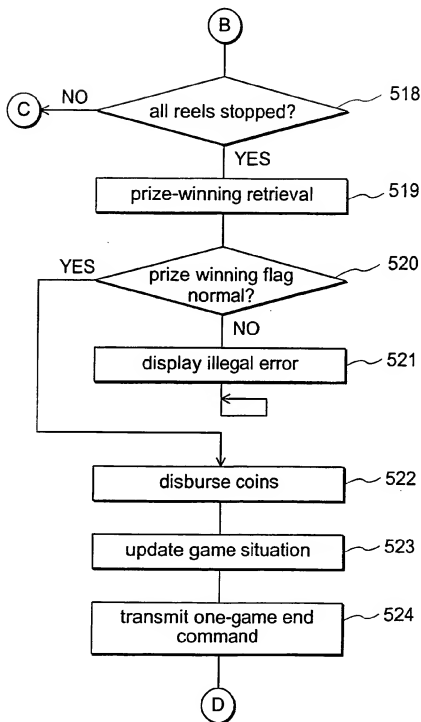 B
all reels stopped?
518
NO
C
YES
prize-winning retrieval
519
YES
prize winning flag
normal?
520
NO
display illegal error
521
disburse coins
522
update game situation
523
transmit one-game end
command
524
D